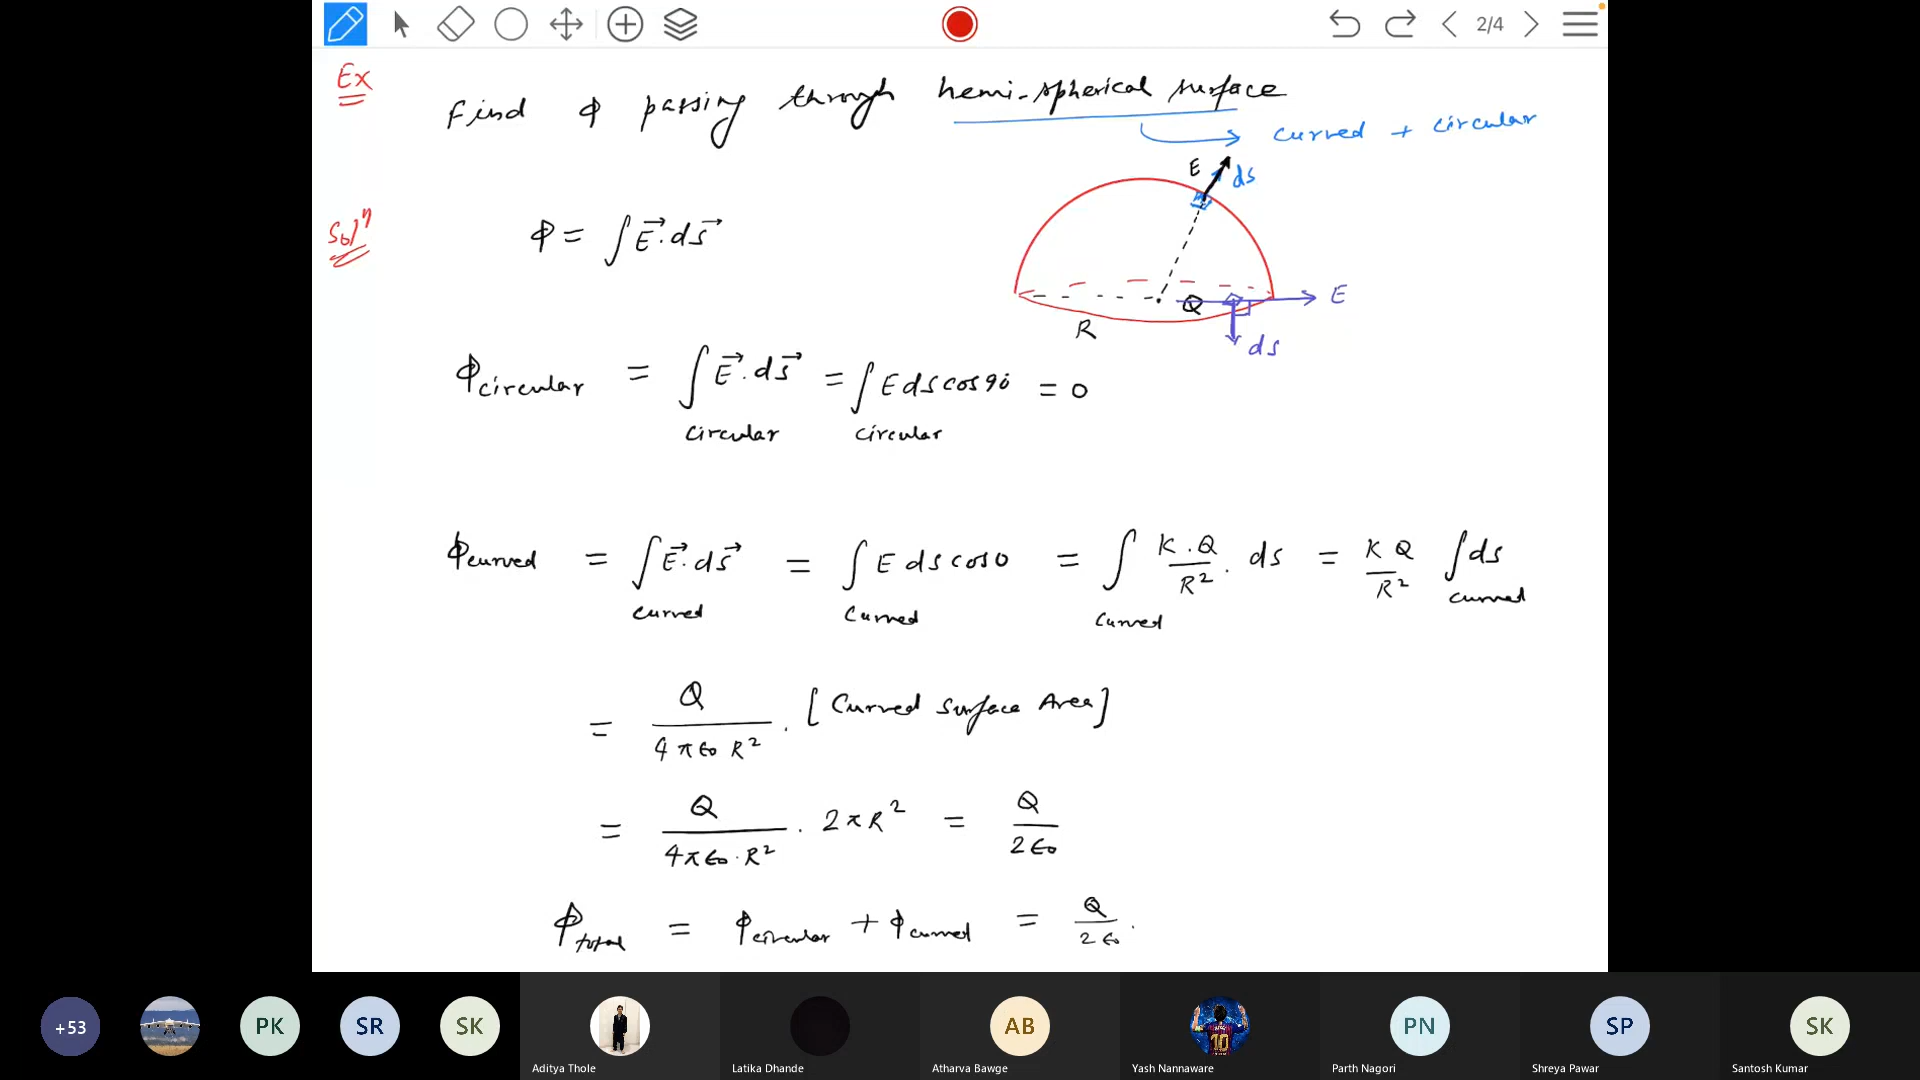 2/4
Ex
Find φ passing through hemi-spherical surface
curved + circular
E
ds
Solⁿ
φ = ∫ E⃗.ds⃗
Q
E
R
ds
φcircular = ∫ E⃗.ds⃗ = ∫ E ds cos 90 = 0
circular circular
φcurved = ∫ E⃗.ds⃗ = ∫ E ds cos 0 = ∫ K.Q/R² . ds = KQ/R² ∫ ds
curved curved curved curved
= Q/4πε₀R² . [Curved Surface Area]
= Q/4πε₀.R² . 2πR² = Q/2ε₀
φtotal = φcircular + φcurved = Q/2ε₀ .
+53
PK
SR
SK
AB
10
PN
SP
SK
Aditya Thole
Latika Dhande
Atharva Bawge
Yash Nannaware
Parth Nagori
Shreya Pawar
Santosh Kumar